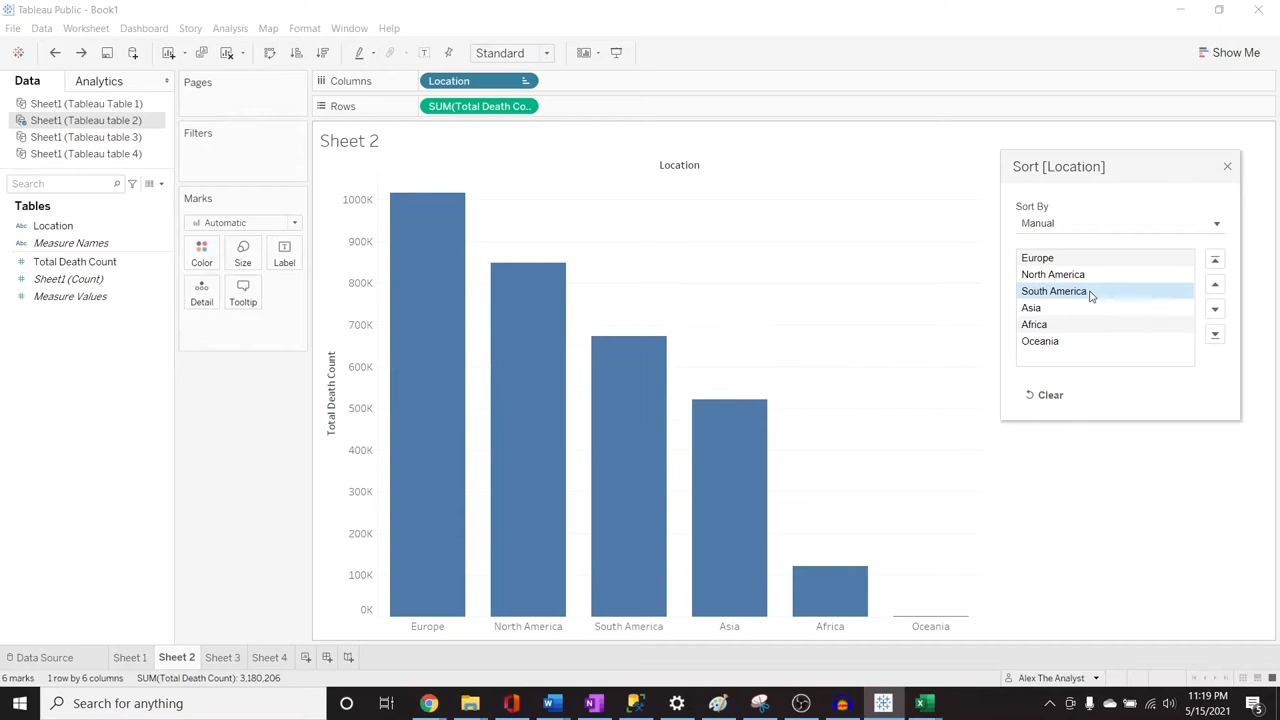 Tableau Public - Book1
File Data Worksheet Dashboard Story Analysis Map Format Window Help
Standard
Show Me
Data Analytics
Pages
Columns Location
Rows SUM(Total Death Co..
Sheet1 (Tableau Table 1)
Sheet1 (Tableau table 2)
Sheet1 (Tableau table 3)
Sheet1 (Tableau table 4)
Search
Tables
Abc Location
Abc Measure Names
# Total Death Count
# Sheet1 (Count)
# Measure Values
Filters
Marks
Automatic
Color Size Label
Detail Tooltip
Sheet 2
Location
Total Death Count
1000K
900K
800K
700K
600K
500K
400K
300K
200K
100K
0K
Europe North America South America Asia Africa Oceania
Sort [Location]
Sort By
Manual
Europe
North America
South America
Asia
Africa
Oceania
Clear
Data Source Sheet 1 Sheet 2 Sheet 3 Sheet 4
6 marks 1 row by 6 columns SUM(Total Death Count): 3,180,206
Alex The Analyst
Search for anything
11:19 PM
5/15/2021
5